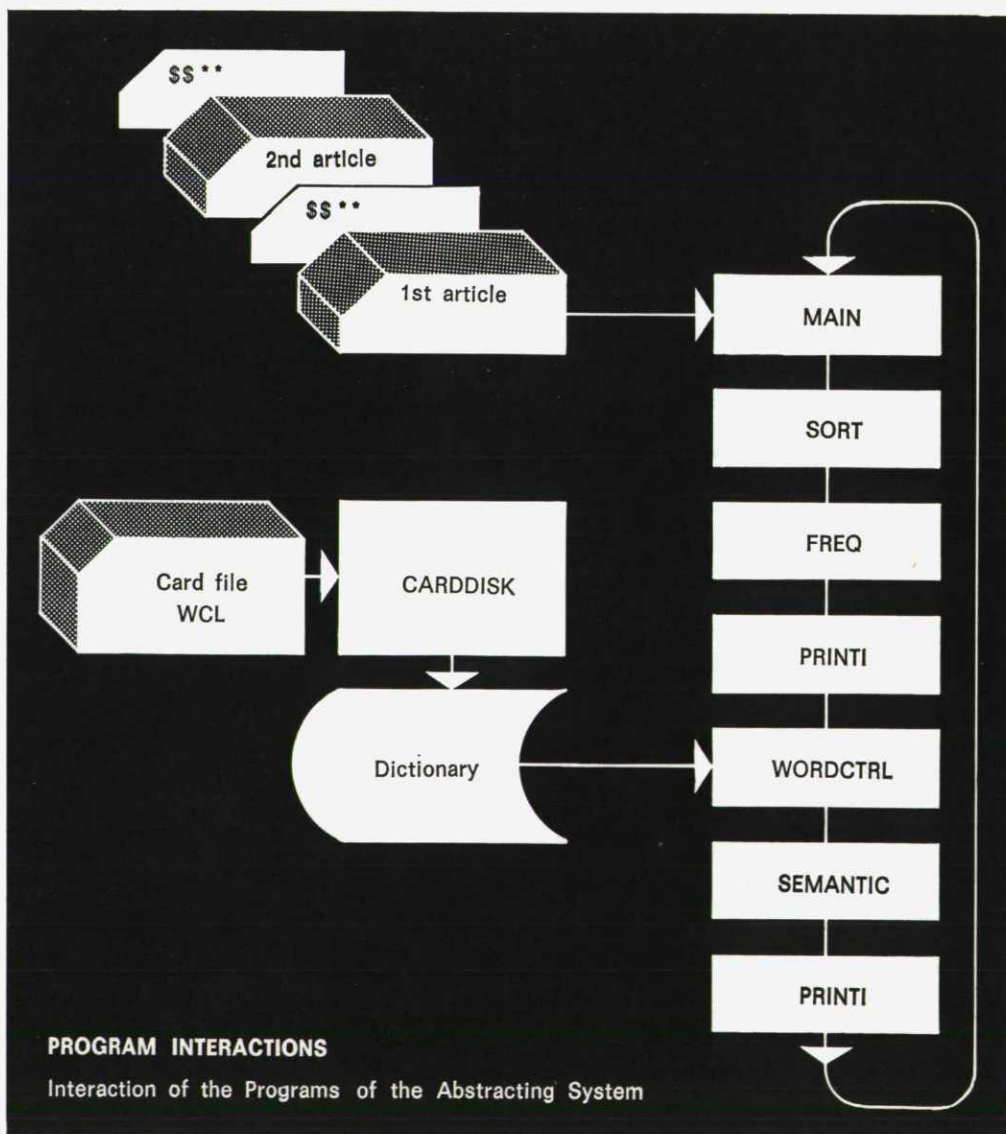 $$**
2nd article
$$**
1st article
MAIN
SORT
FREQ
Card file
WCL
CARDDISK
PRINTI
Dictionary
WORDCTRL
SEMANTIC
PRINTI
PROGRAM INTERACTIONS
Interaction of the Programs of the Abstracting System